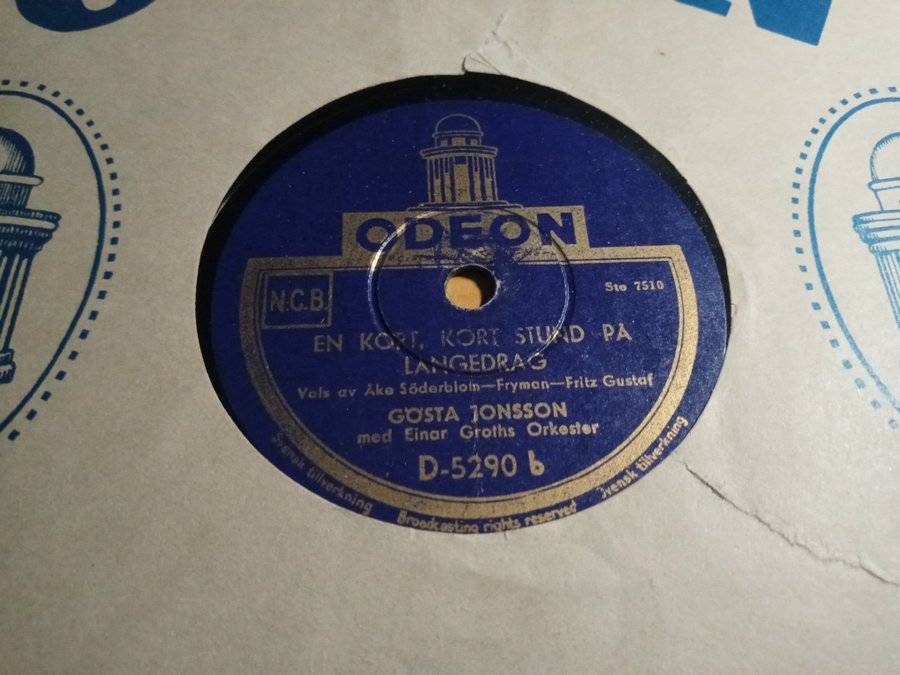 ODEON
N.C.B.
Sto 7510
EN KORT, KORT STUND PÅ
LÅNGEDRAG
Vals av Åke Söderblom—Fryman—Fritz Gustaf
GÖSTA JONSSON
med Einar Groths Orkester
D-5290 b
Svensk tillverkning
Broadcasting rights reserved
Svensk tillverkning